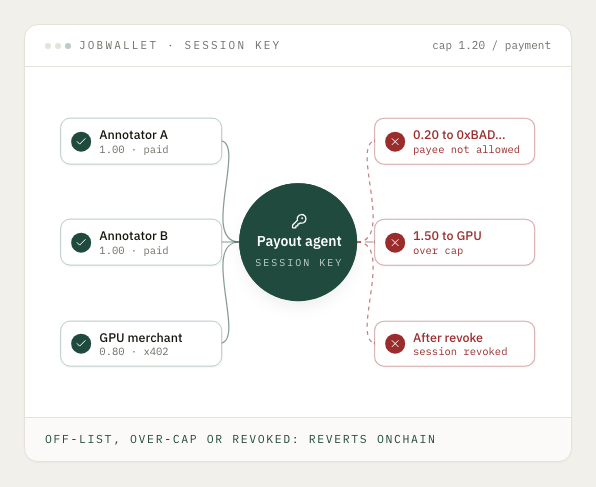 JOBWALLET · SESSION KEY
cap 1.20 / payment
Annotator A
1.00 · paid
Annotator B
1.00 · paid
GPU merchant
0.80 · x402
Payout agent
SESSION KEY
0.20 to 0xBAD…
payee not allowed
1.50 to GPU
over cap
After revoke
session revoked
OFF-LIST, OVER-CAP OR REVOKED: REVERTS ONCHAIN